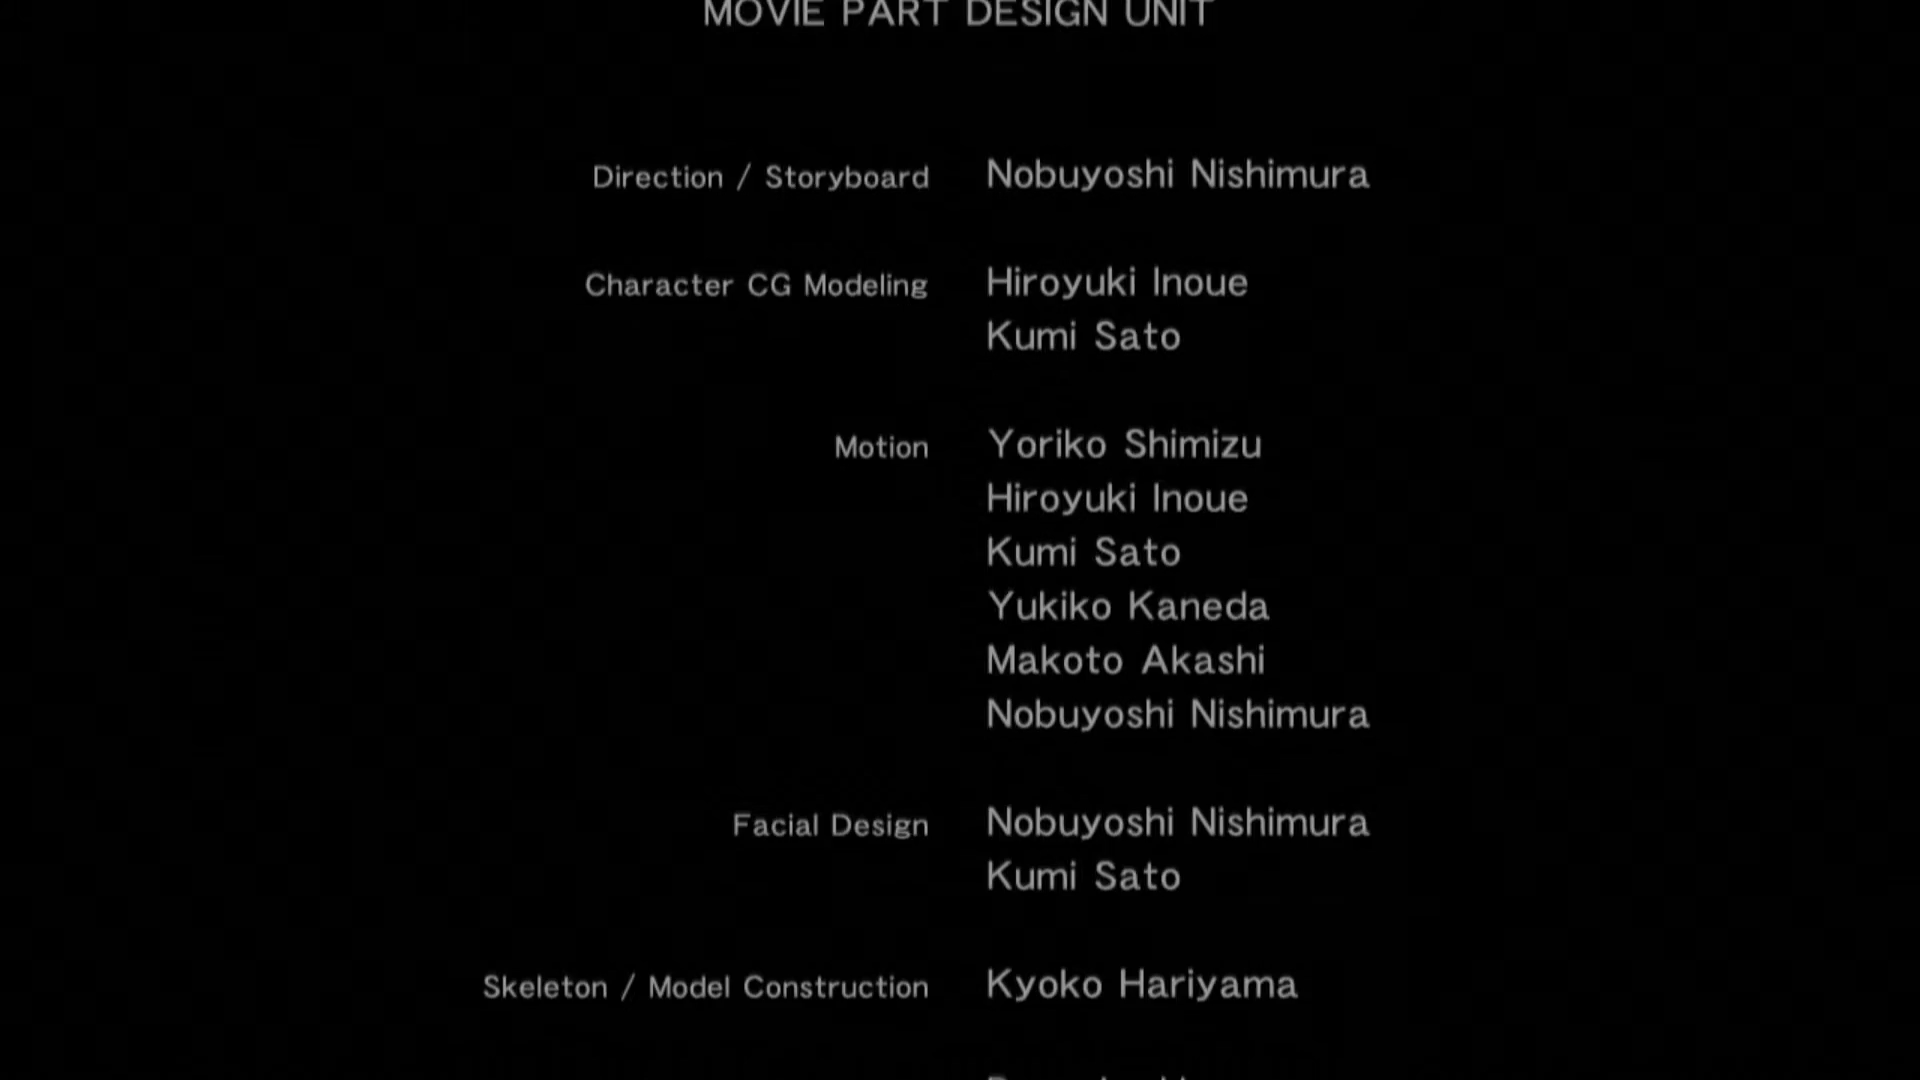 MOVIE PART DESIGN UNIT
Direction / Storyboard Nobuyoshi Nishimura
Character CG Modeling Hiroyuki Inoue
Kumi Sato
Motion Yoriko Shimizu
Hiroyuki Inoue
Kumi Sato
Yukiko Kaneda
Makoto Akashi
Nobuyoshi Nishimura
Facial Design Nobuyoshi Nishimura
Kumi Sato
Skeleton / Model Construction Kyoko Hariyama